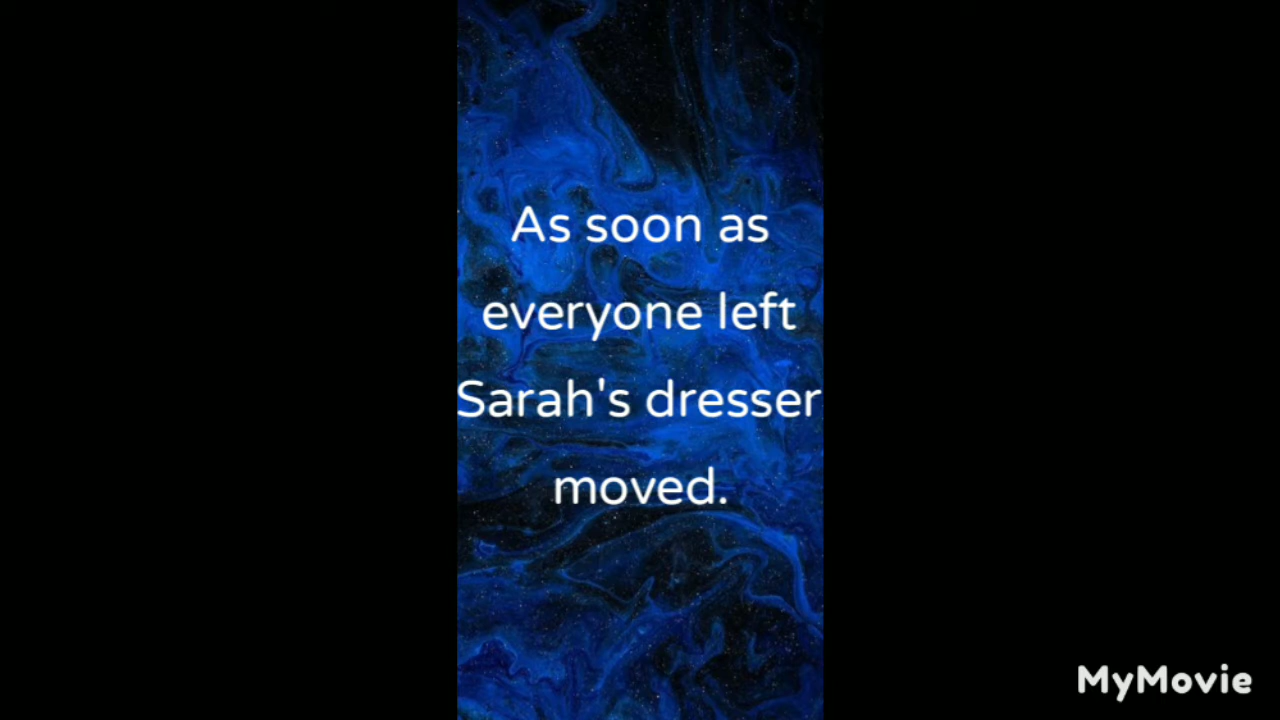 As soon as
everyone left
Sarah's dresser
moved.
MyMovie